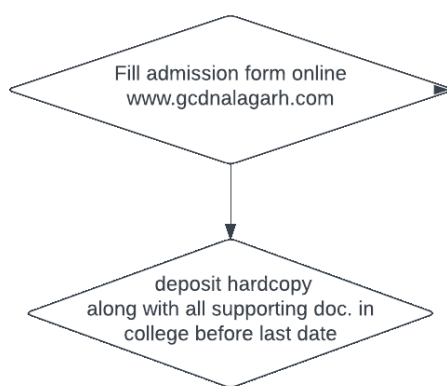 Fill admission form online
www.gcdnalagarh.com
deposit hardcopy
along with all supporting doc. in
college before last date